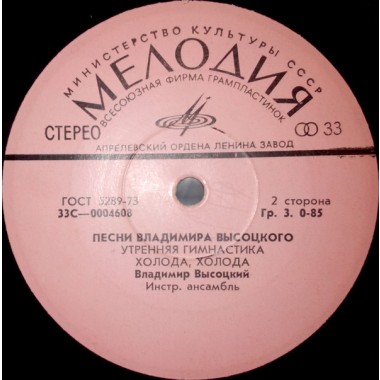 МИНИСТЕРСТВО КУЛЬТУРЫ СССР
МЕЛОДИЯ
ВСЕСОЮЗНАЯ ФИРМА ГРАМПЛАСТИНОК
СТЕРЕО
33
АПРЕЛЕВСКИЙ ОРДЕНА ЛЕНИНА ЗАВОД
ГОСТ 5289-73 2 сторона
33С—0004608 Гр. 3. 0-85
ПЕСНИ ВЛАДИМИРА ВЫСОЦКОГО
УТРЕННЯЯ ГИМНАСТИКА
ХОЛОДА, ХОЛОДА
Владимир Высоцкий
Инстр. ансамбль